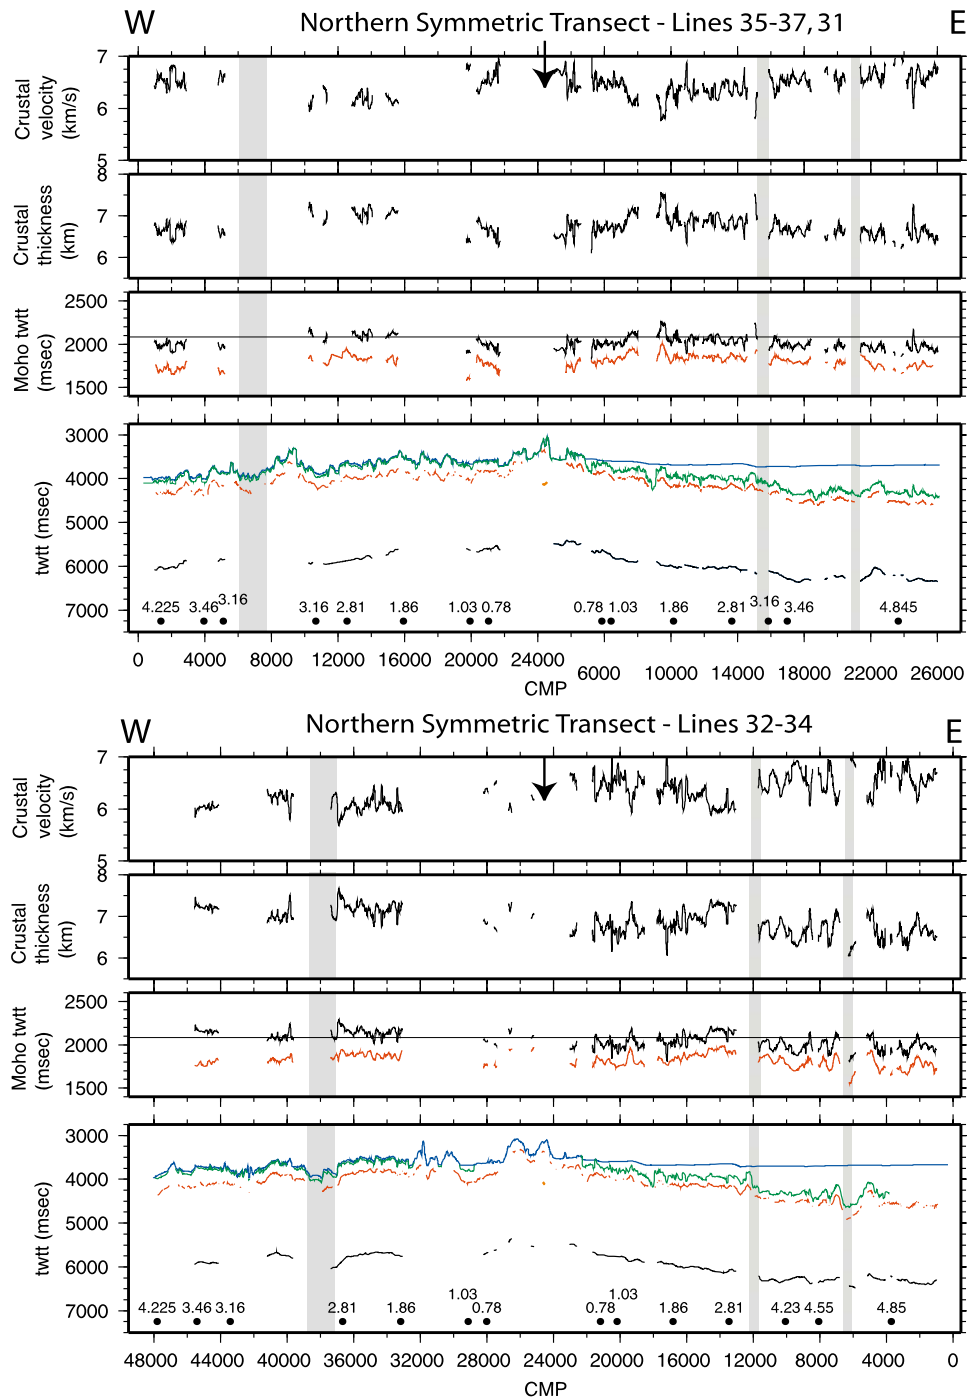 W Northern Symmetric Transect - Lines 35-37, 31 E
Crustal velocity (km/s)
7
6
5
Crustal thickness (km)
8
7
6
Moho twtt (msec)
2500
2000
1500
twtt (msec)
3000
4000
5000
6000
7000
4.225 3.46 3.16 3.16 2.81 1.86 1.03 0.78 0.78 1.03 1.86 2.81 3.16 3.46 4.845
0 4000 8000 12000 16000 20000 24000 6000 10000 14000 18000 22000 26000
CMP
W Northern Symmetric Transect - Lines 32-34 E
Crustal velocity (km/s)
7
6
5
Crustal thickness (km)
8
7
6
Moho twtt (msec)
2500
2000
1500
twtt (msec)
3000
4000
5000
6000
7000
4.225 3.46 3.16 2.81 1.86 1.03 0.78 0.78 1.03 1.86 2.81 4.23 4.55 4.85
48000 44000 40000 36000 32000 28000 24000 20000 16000 12000 8000 4000 0
CMP